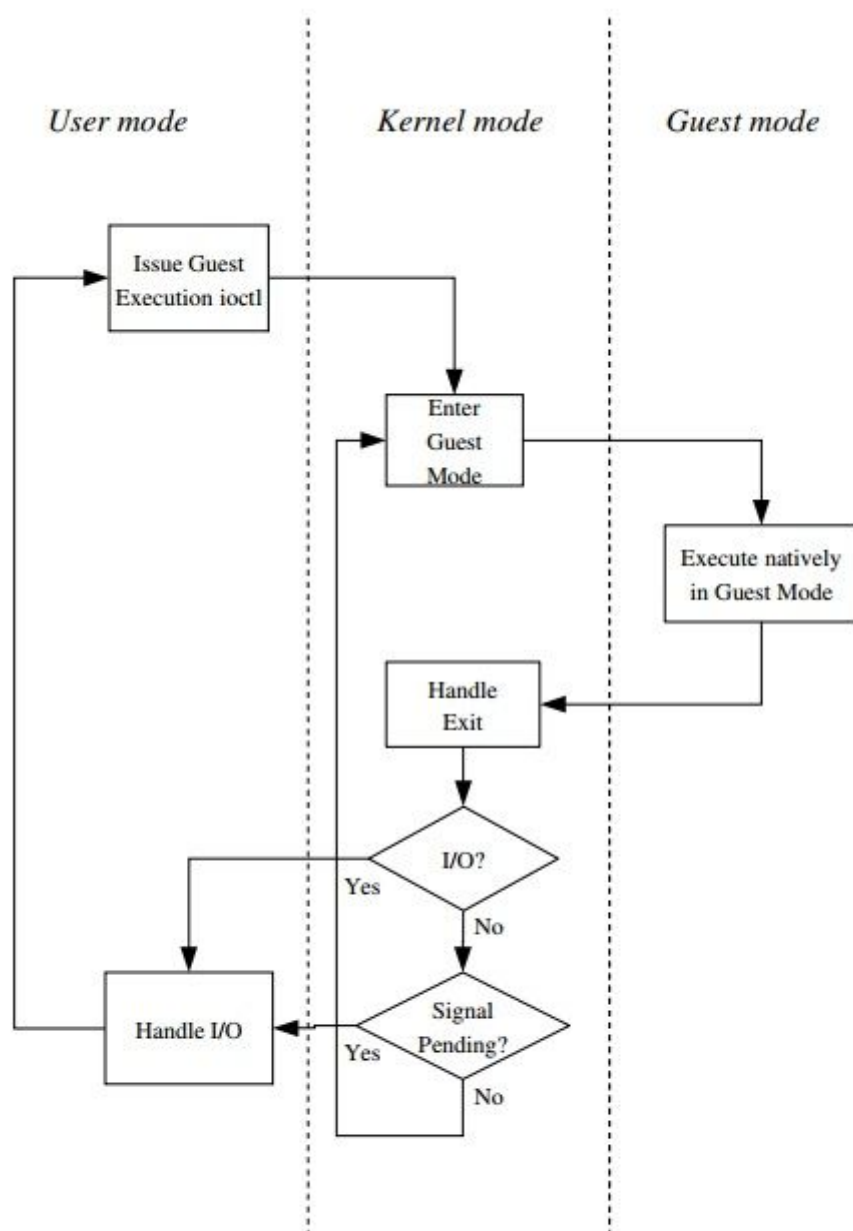 User mode
Kernel mode
Guest mode
Issue Guest
Execution ioctl
Enter
Guest
Mode
Execute natively
in Guest Mode
Handle
Exit
I/O?
Yes
No
Handle I/O
Signal
Pending?
Yes
No